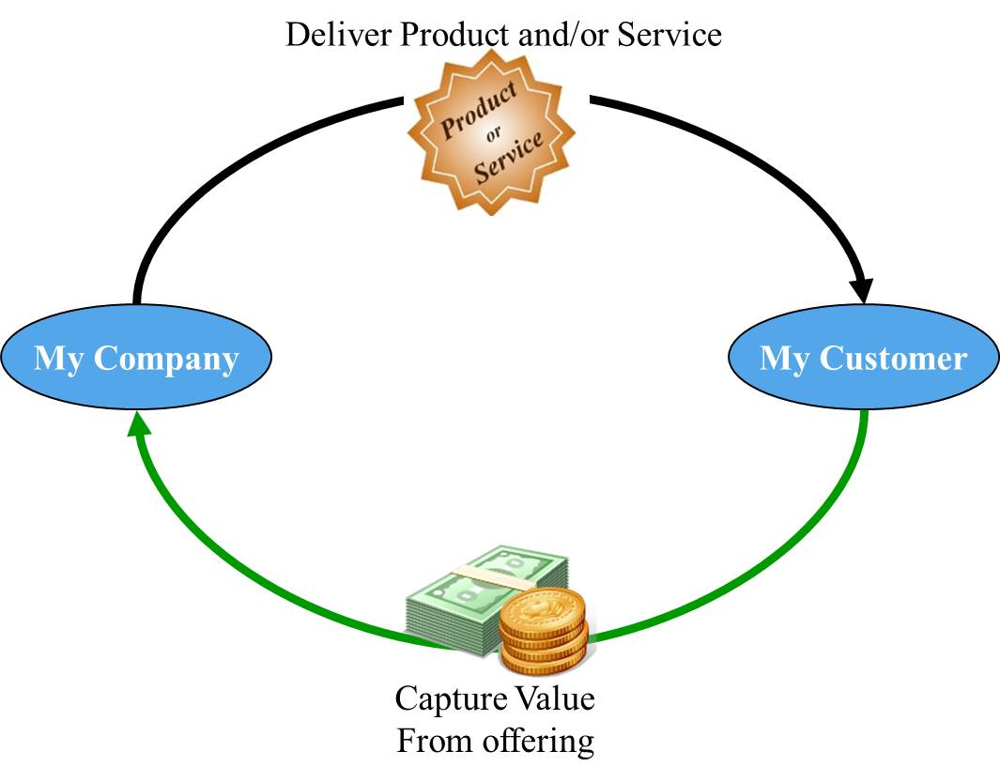 Deliver Product and/or Service
Product
or
Service
My Company
My Customer
Capture Value
From offering